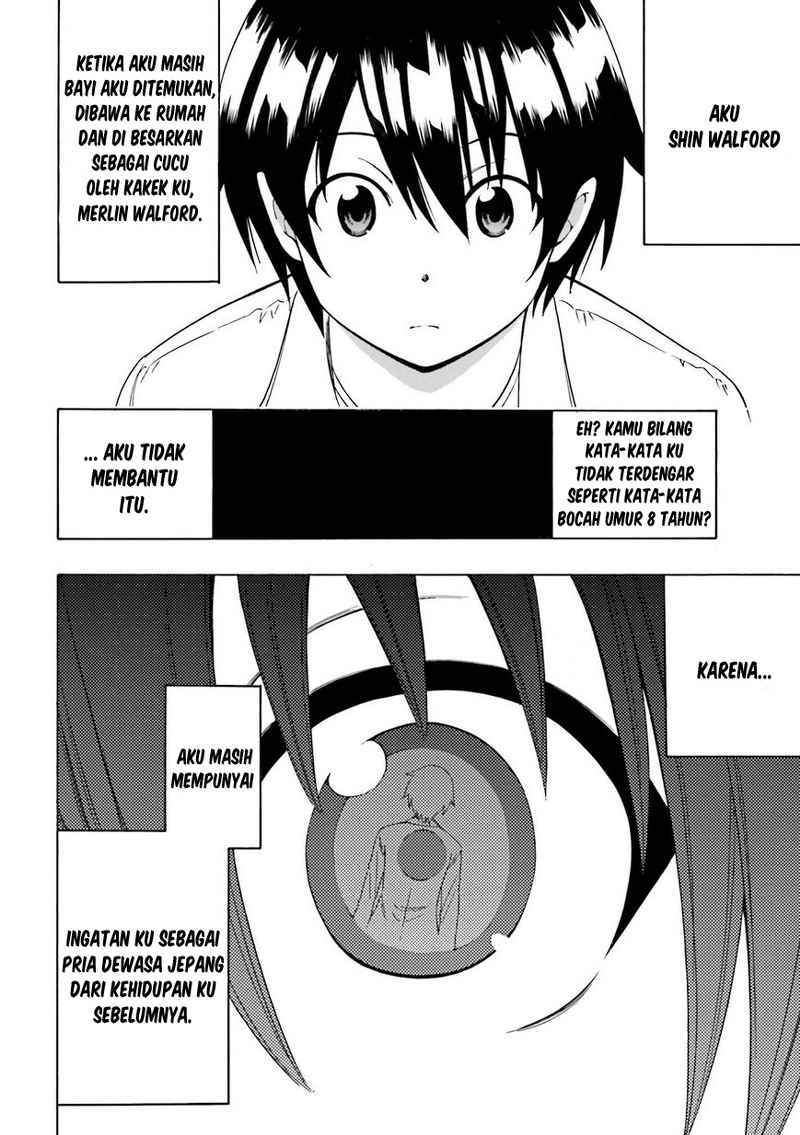 AKU
SHIN WALFORD
KETIKA AKU MASIH
BAYI AKU DITEMUKAN,
DIBAWA KE RUMAH
DAN DI BESARKAN
SEBAGAI CUCU
OLEH KAKEK KU,
MERLIN WALFORD.
EH? KAMU BILANG
KATA-KATA KU
TIDAK TERDENGAR
SEPERTI KATA-KATA
BOCAH UMUR 8 TAHUN?
... AKU TIDAK
MEMBANTU
ITU.
KARENA...
AKU MASIH
MEMPUNYAI
INGATAN KU SEBAGAI
PRIA DEWASA JEPANG
DARI KEHIDUPAN KU
SEBELUMNYA.